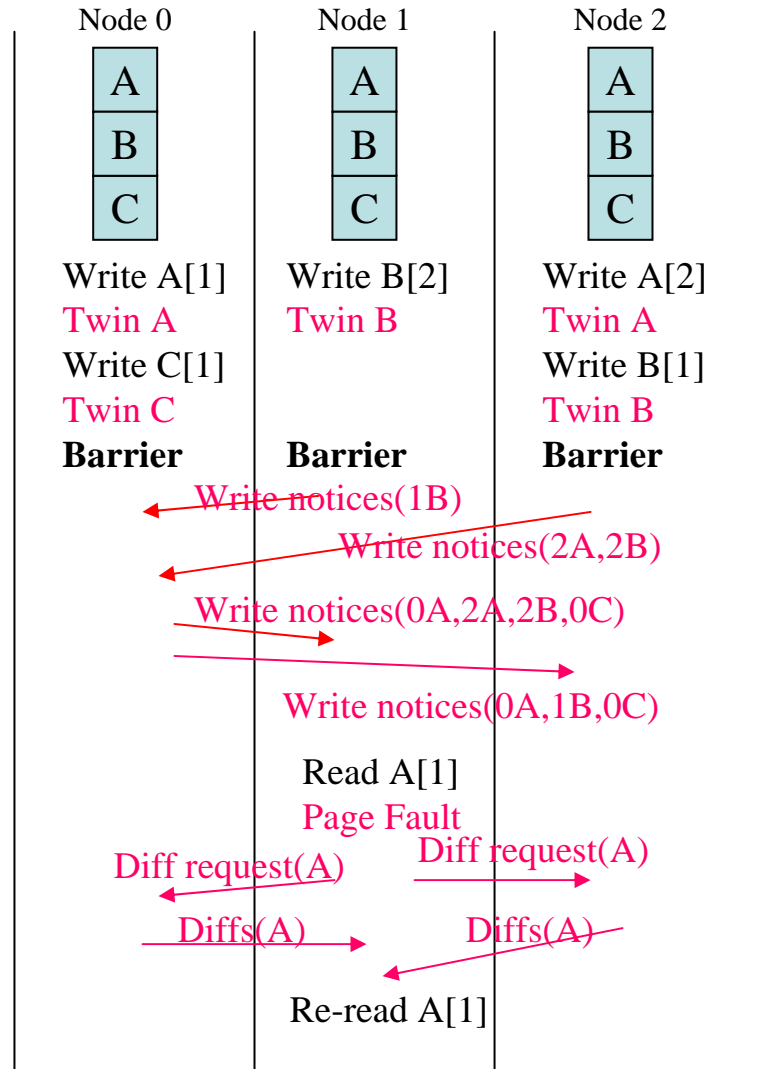 Node 0 Node 1 Node 2
A A A
B B B
C C C
Write A[1] Write B[2] Write A[2]
Twin A Twin B Twin A
Write C[1] Write B[1]
Twin C Twin B
Barrier Barrier Barrier
Write notices(1B)
Write notices(2A,2B)
Write notices(0A,2A,2B,0C)
Write notices(0A,1B,0C)
Read A[1]
Page Fault
Diff request(A) Diff request(A)
Diffs(A) Diffs(A)
Re-read A[1]